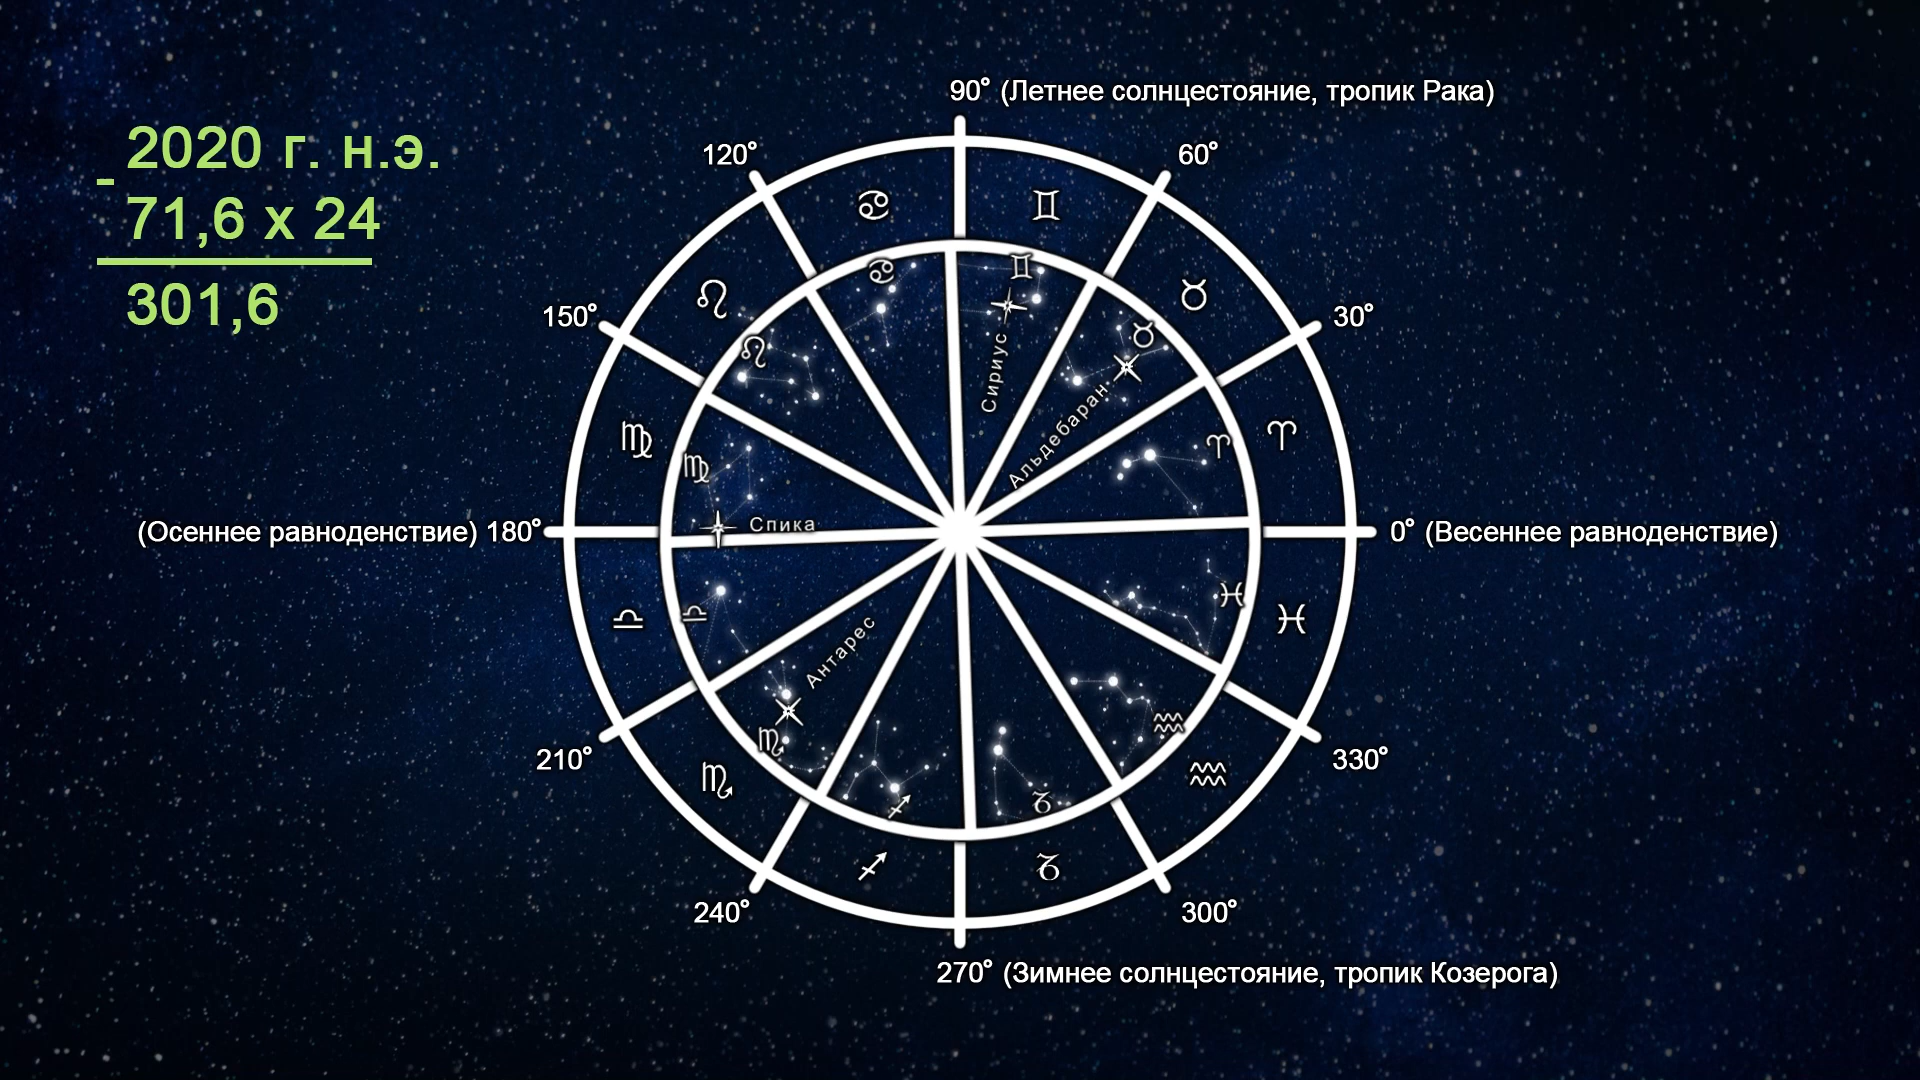 2020 г. н.э.
-
71,6 x 24
301,6
90° (Летнее солнцестояние, тропик Рака)
120°
60°
150°
30°
(Осеннее равноденствие) 180°
0° (Весеннее равноденствие)
210°
330°
240°
300°
270° (Зимнее солнцестояние, тропик Козерога)
♋ ♊
♌ ♉
♍ ♈
♎ ♓
♏ ♒
♐ ♑
♋ ♊
♌ ♉
♍ ♈
♎ ♓
♏ ♒
♐ ♑
Сириус
Альдебаран
Спика
Антарес